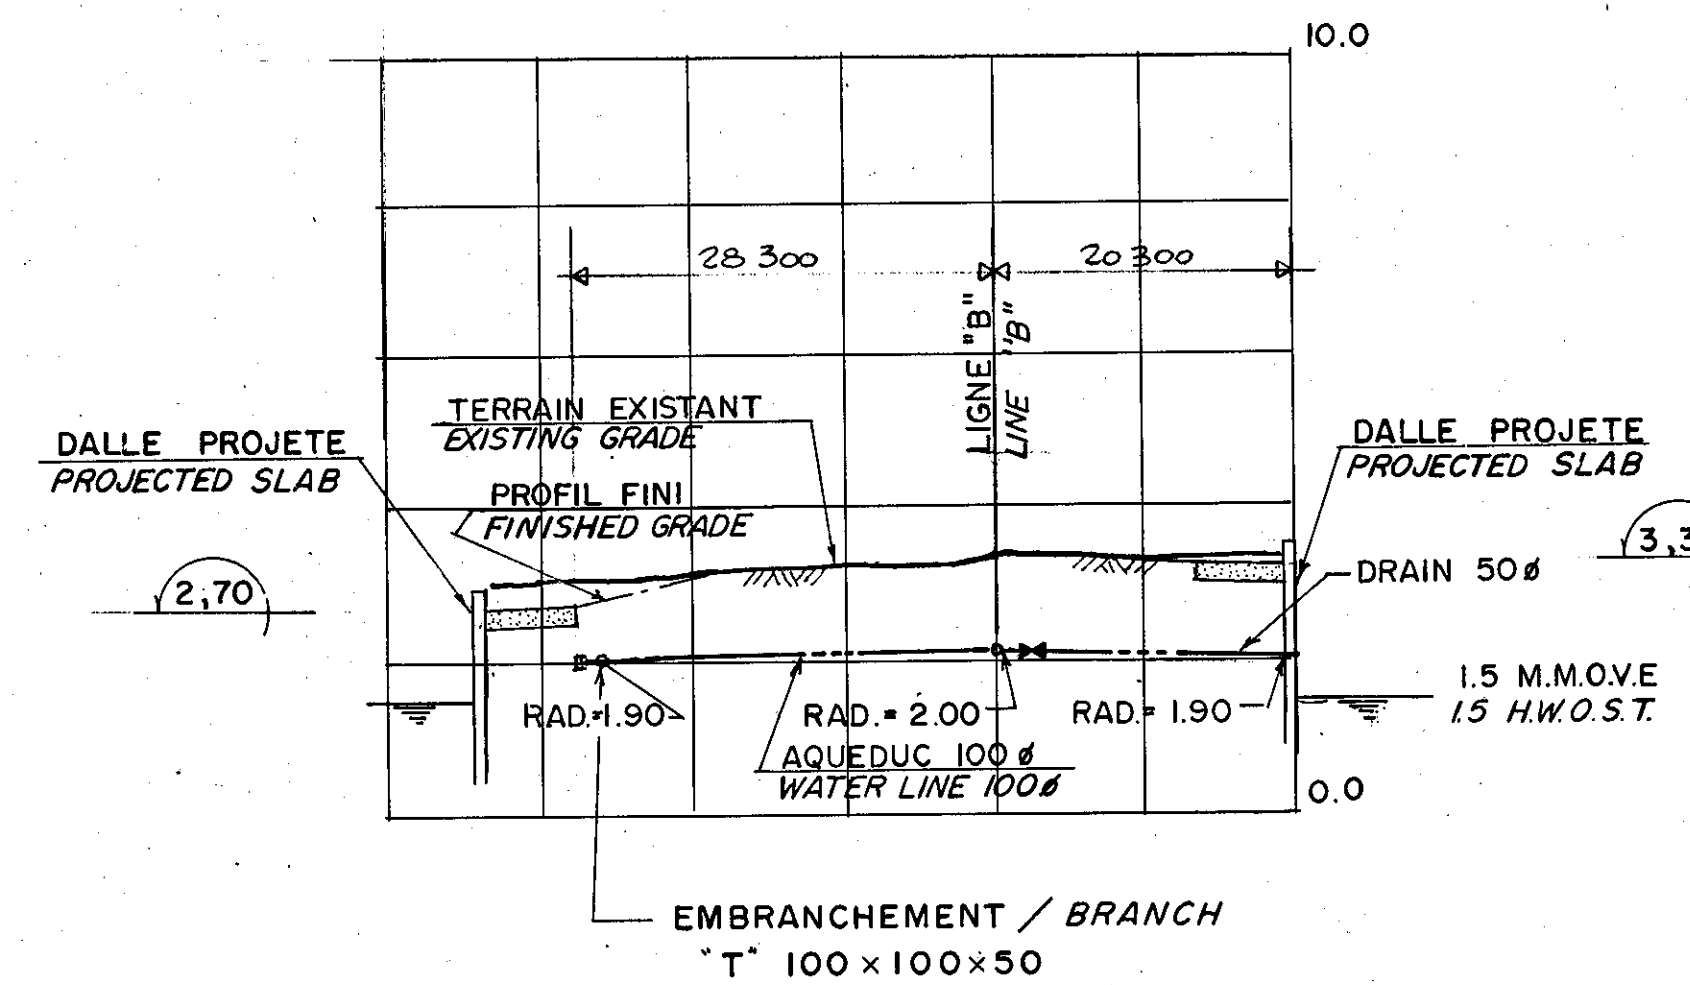 10.0
28 300
20 300
LIGNE "B"
LINE "B"
TERRAIN EXISTANT
EXISTING GRADE
DALLE PROJETE
PROJECTED SLAB
DALLE PROJETE
PROJECTED SLAB
PROFIL FINI
FINISHED GRADE
2,70
DRAIN 50ø
RAD.=1.90
RAD.= 2.00
RAD.= 1.90
1.5 M.M.O.V.E
1.5 H.W.O.S.T.
AQUEDUC 100ø
WATER LINE 100ø
0.0
EMBRANCHEMENT / BRANCH
"T" 100×100×50